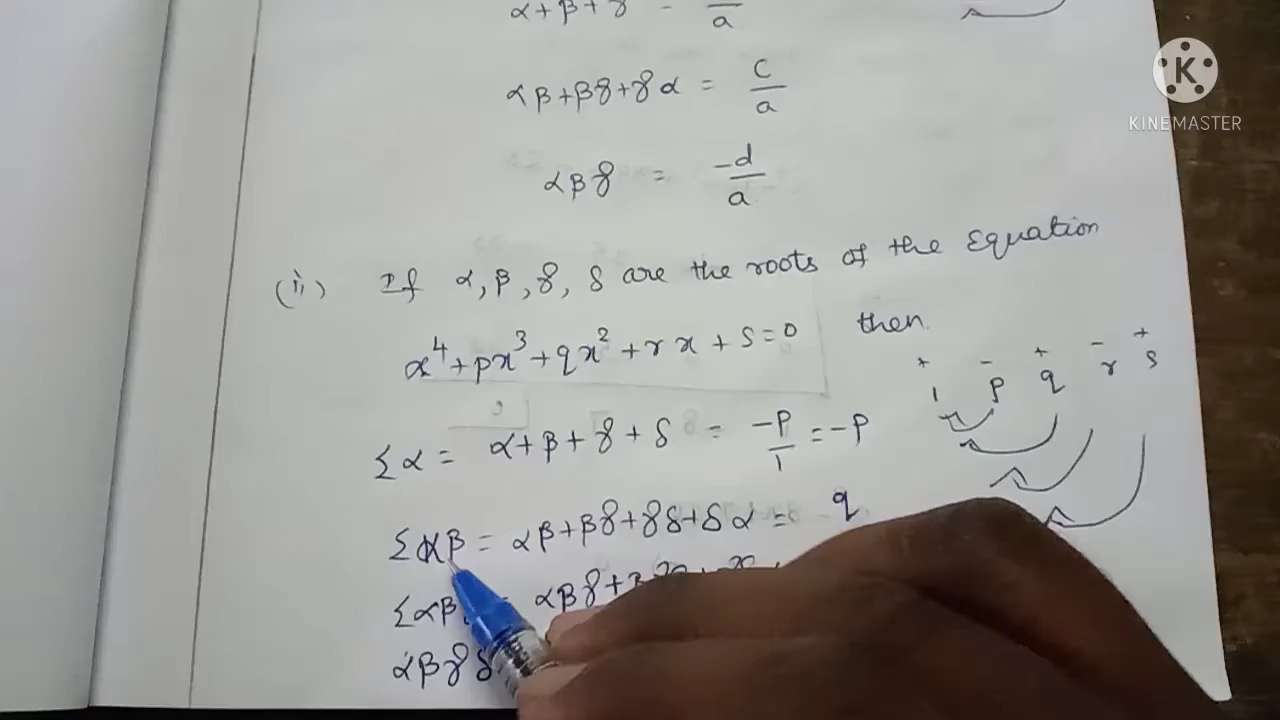 α+β+γ = /a
K
KINEMASTER
αβ+βγ+γα = c/a
αβγ = -d/a
(ii) If α, β, γ, δ are the roots of the Equation
x⁴+px³+qx²+rx+s=0 then
+ - + - +
1 p q r s
Σα = α+β+γ+δ = -p/1 = -p
Σαβ = αβ+βγ+γδ+δα = q
Σαβ = αβγ+
αβγδ